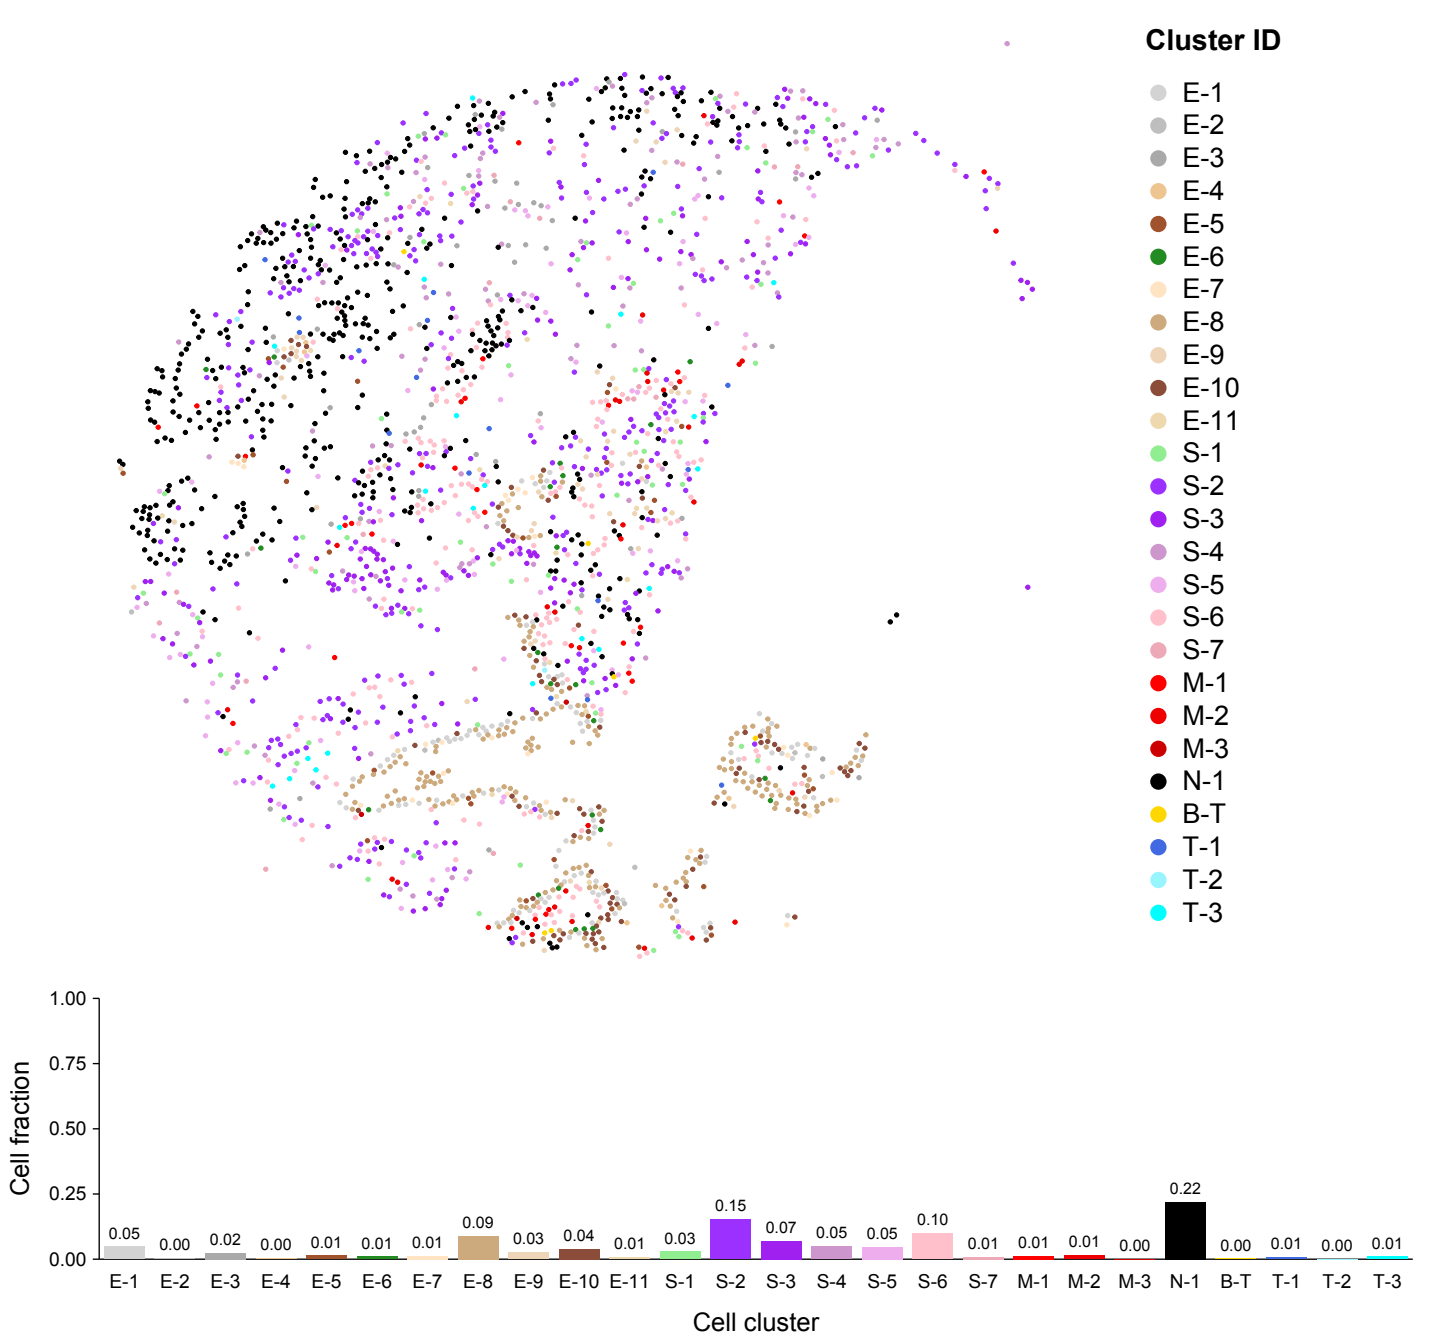 Cluster ID
E-1
E-2
E-3
E-4
E-5
E-6
E-7
E-8
E-9
E-10
E-11
S-1
S-2
S-3
S-4
S-5
S-6
S-7
M-1
M-2
M-3
N-1
B-T
T-1
T-2
T-3
1.00
0.75
0.50
0.25
0.00
Cell fraction
0.05 0.00 0.02 0.00 0.01 0.01 0.01 0.09 0.03 0.04 0.01 0.03 0.15 0.07 0.05 0.05 0.10 0.01 0.01 0.01 0.00 0.22 0.00 0.01 0.00 0.01
E-1 E-2 E-3 E-4 E-5 E-6 E-7 E-8 E-9 E-10 E-11 S-1 S-2 S-3 S-4 S-5 S-6 S-7 M-1 M-2 M-3 N-1 B-T T-1 T-2 T-3
Cell cluster